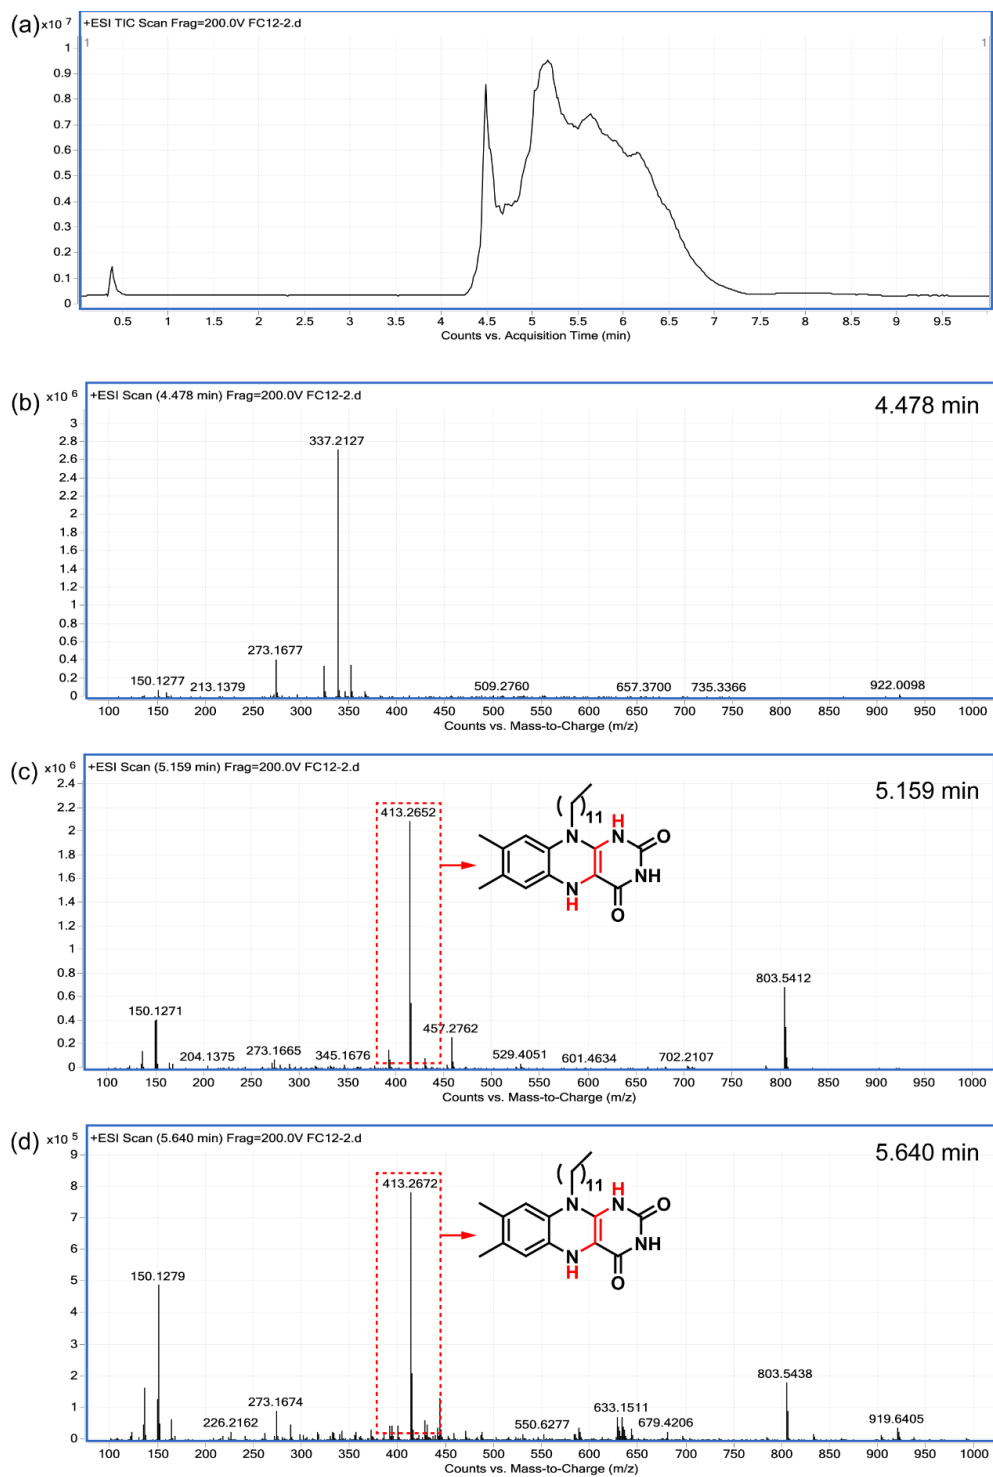 (a)
x10 7
+ESI TIC Scan Frag=200.0V FC12-2.d
1
1
1
0.9
0.8
0.7
0.6
0.5
0.4
0.3
0.2
0.1
0
0.5 1 1.5 2 2.5 3 3.5 4 4.5 5 5.5 6 6.5 7 7.5 8 8.5 9 9.5
Counts vs. Acquisition Time (min)
(b)
x10 6
+ESI Scan (4.478 min) Frag=200.0V FC12-2.d
4.478 min
3
2.8
2.6
2.4
2.2
2
1.8
1.6
1.4
1.2
1
0.8
0.6
0.4
0.2
0
337.2127
273.1677
150.1277
213.1379
509.2760
657.3700
735.3366
922.0098
100 150 200 250 300 350 400 450 500 550 600 650 700 750 800 850 900 950 1000
Counts vs. Mass-to-Charge (m/z)
(c)
x10 6
+ESI Scan (5.159 min) Frag=200.0V FC12-2.d
5.159 min
2.4
2.2
2
1.8
1.6
1.4
1.2
1
0.8
0.6
0.4
0.2
0
413.2652
803.5412
150.1271
457.2762
204.1375
273.1665
345.1676
529.4051
601.4634
702.2107
( )11
H
N
N
O
NH
N
H
O
100 150 200 250 300 350 400 450 500 550 600 650 700 750 800 850 900 950 1000
Counts vs. Mass-to-Charge (m/z)
(d)
x10 5
+ESI Scan (5.640 min) Frag=200.0V FC12-2.d
5.640 min
9
8
7
6
5
4
3
2
1
0
413.2672
150.1279
803.5438
273.1674
226.2162
550.6277
633.1511
679.4206
919.6405
( )11
H
N
N
O
NH
N
H
O
100 150 200 250 300 350 400 450 500 550 600 650 700 750 800 850 900 950 1000
Counts vs. Mass-to-Charge (m/z)